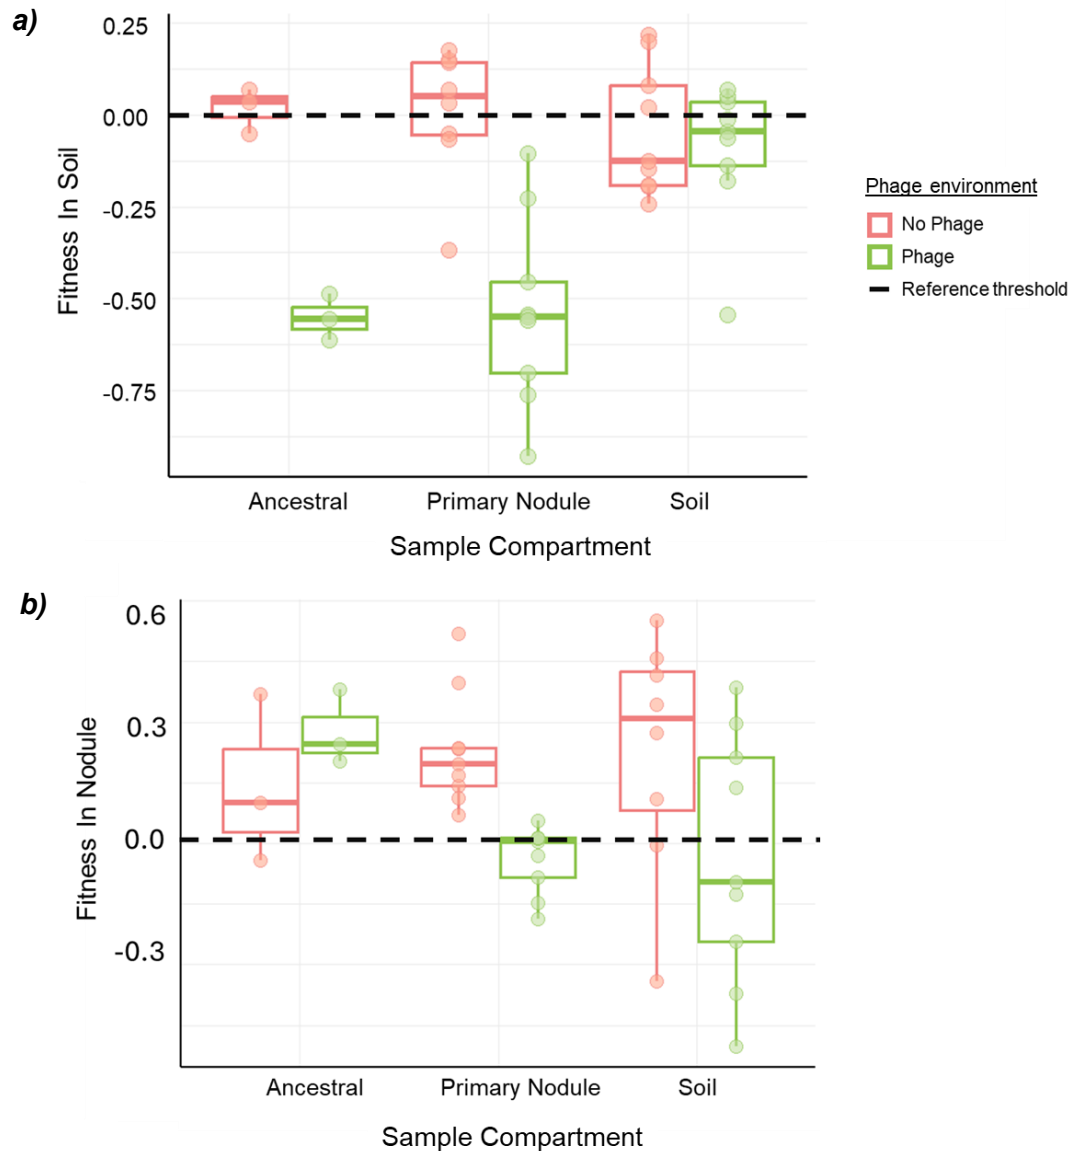 a)
Fitness In Soil
0.25
0.00
-0.25
-0.50
-0.75
Ancestral Primary Nodule Soil
Sample Compartment
Phage environment
No Phage
Phage
Reference threshold
b)
Fitness In Nodule
0.6
0.3
0.0
-0.3
Ancestral Primary Nodule Soil
Sample Compartment